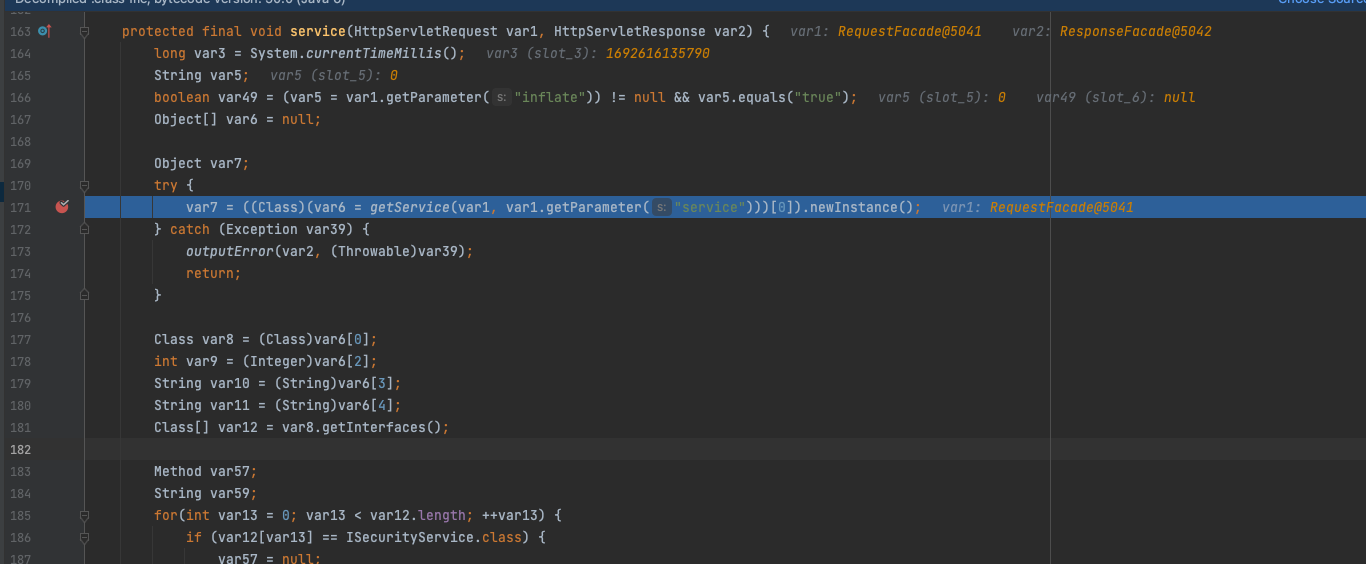 Decompiled .class file, bytecode version: 50.0 (Java 6) Choose Sourc
162
163 protected final void service(HttpServletRequest var1, HttpServletResponse var2) { var1: RequestFacade@5041 var2: ResponseFacade@5042
164 long var3 = System.currentTimeMillis(); var3 (slot_3): 1692616135790
165 String var5; var5 (slot_5): 0
166 boolean var49 = (var5 = var1.getParameter( s: "inflate")) != null && var5.equals("true"); var5 (slot_5): 0 var49 (slot_6): null
167 Object[] var6 = null;
168
169 Object var7;
170 try {
171 var7 = ((Class)(var6 = getService(var1, var1.getParameter( s: "service")))[0]).newInstance(); var1: RequestFacade@5041
172 } catch (Exception var39) {
173 outputError(var2, (Throwable)var39);
174 return;
175 }
176
177 Class var8 = (Class)var6[0];
178 int var9 = (Integer)var6[2];
179 String var10 = (String)var6[3];
180 String var11 = (String)var6[4];
181 Class[] var12 = var8.getInterfaces();
182
183 Method var57;
184 String var59;
185 for(int var13 = 0; var13 < var12.length; ++var13) {
186 if (var12[var13] == ISecurityService.class) {
187 var57 = null;